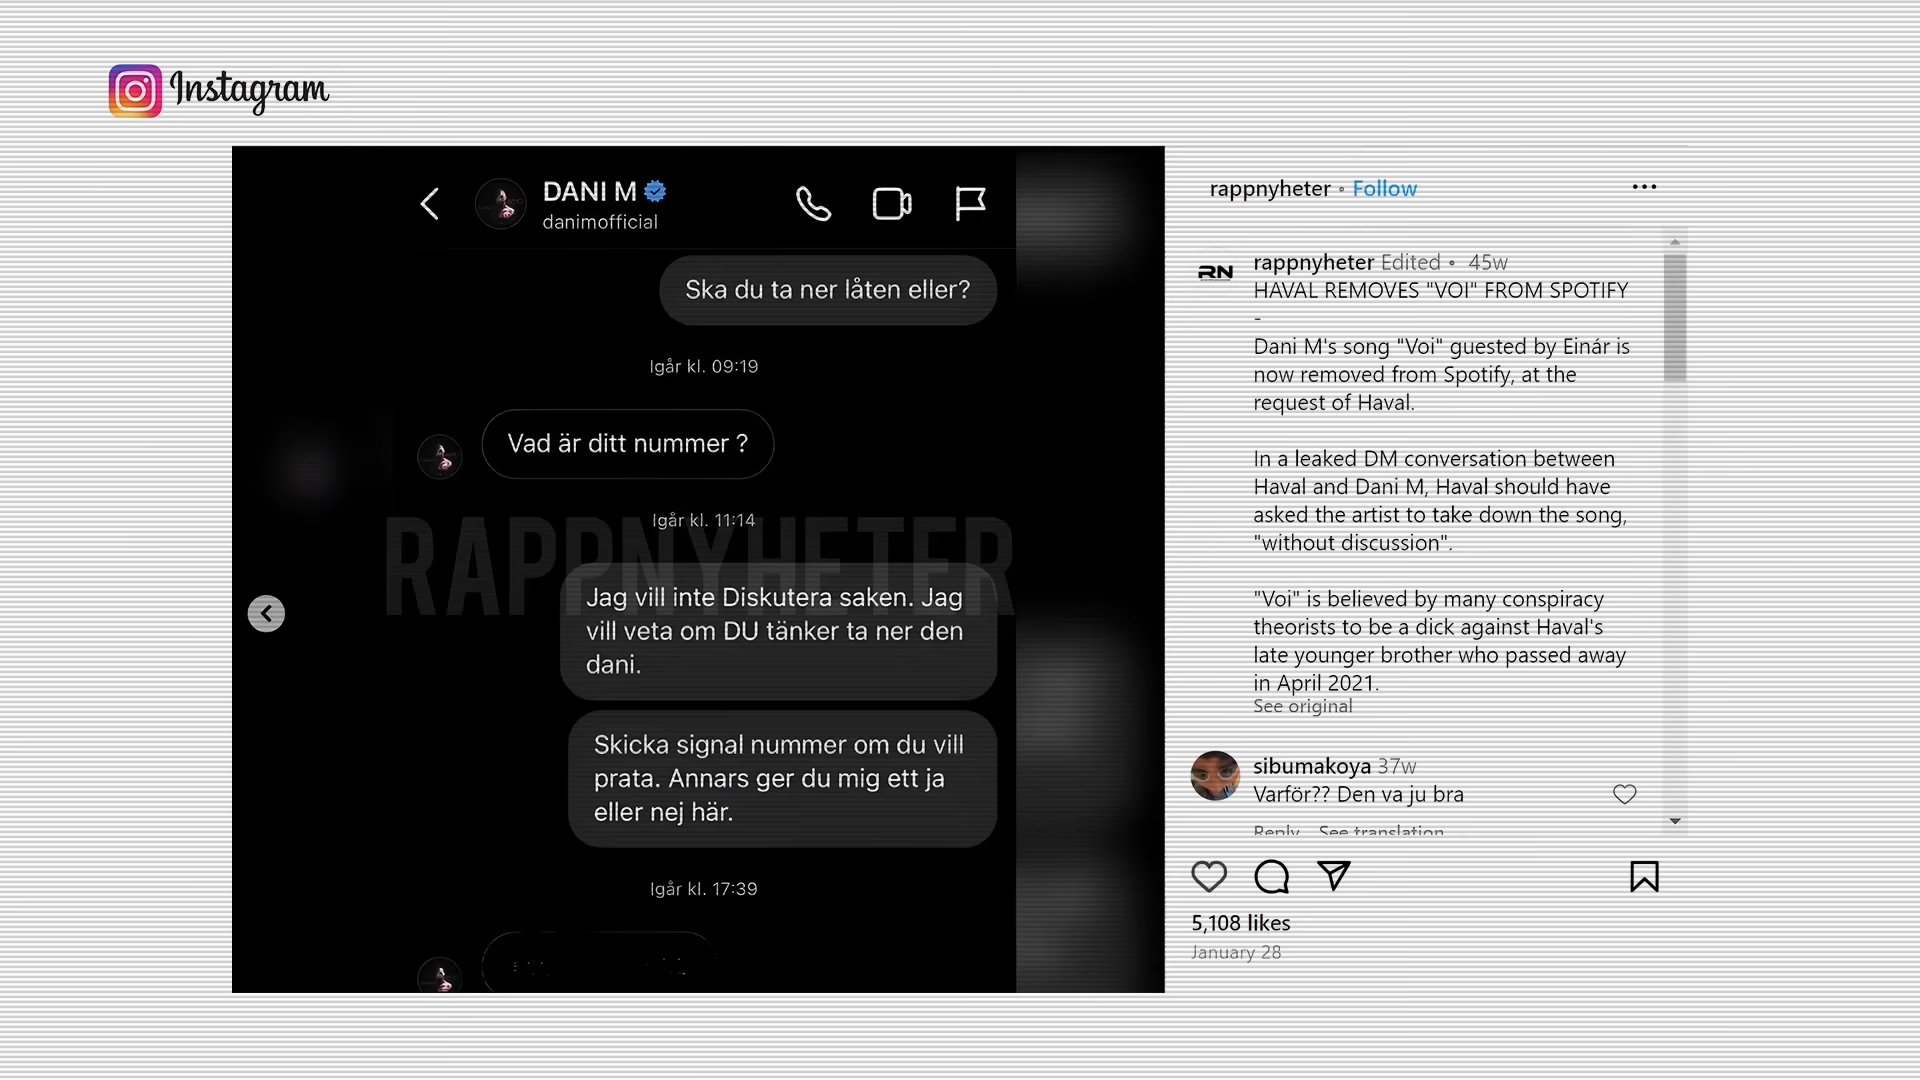 Instagram
DANI M
danimofficial
Ska du ta ner låten eller?
Igår kl. 09:19
Vad är ditt nummer ?
Igår kl. 11:14
RAPPNYHETER
Jag vill inte Diskutera saken. Jag
vill veta om DU tänker ta ner den
dani.
Skicka signal nummer om du vill
prata. Annars ger du mig ett ja
eller nej här.
Igår kl. 17:39
rappnyheter • Follow
RN
rappnyheter Edited • 45w
HAVAL REMOVES "VOI" FROM SPOTIFY
-
Dani M's song "Voi" guested by Einár is
now removed from Spotify, at the
request of Haval.
In a leaked DM conversation between
Haval and Dani M, Haval should have
asked the artist to take down the song,
"without discussion".
"Voi" is believed by many conspiracy
theorists to be a dick against Haval's
late younger brother who passed away
in April 2021.
See original
sibumakoya 37w
Varför?? Den va ju bra
Reply See translation
5,108 likes
January 28